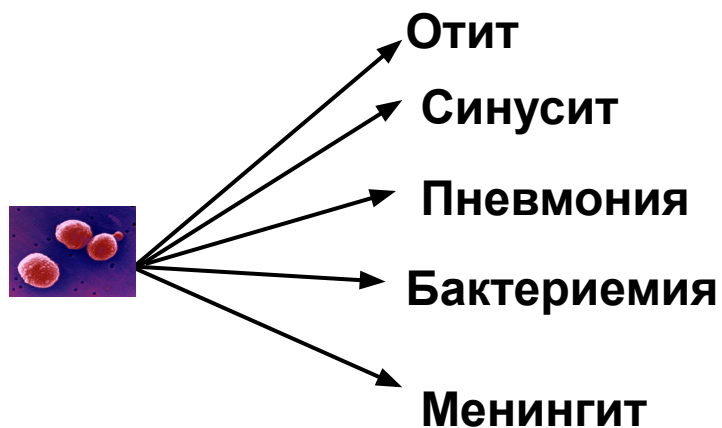 Отит
Синусит
Пневмония
Бактериемия
Менингит